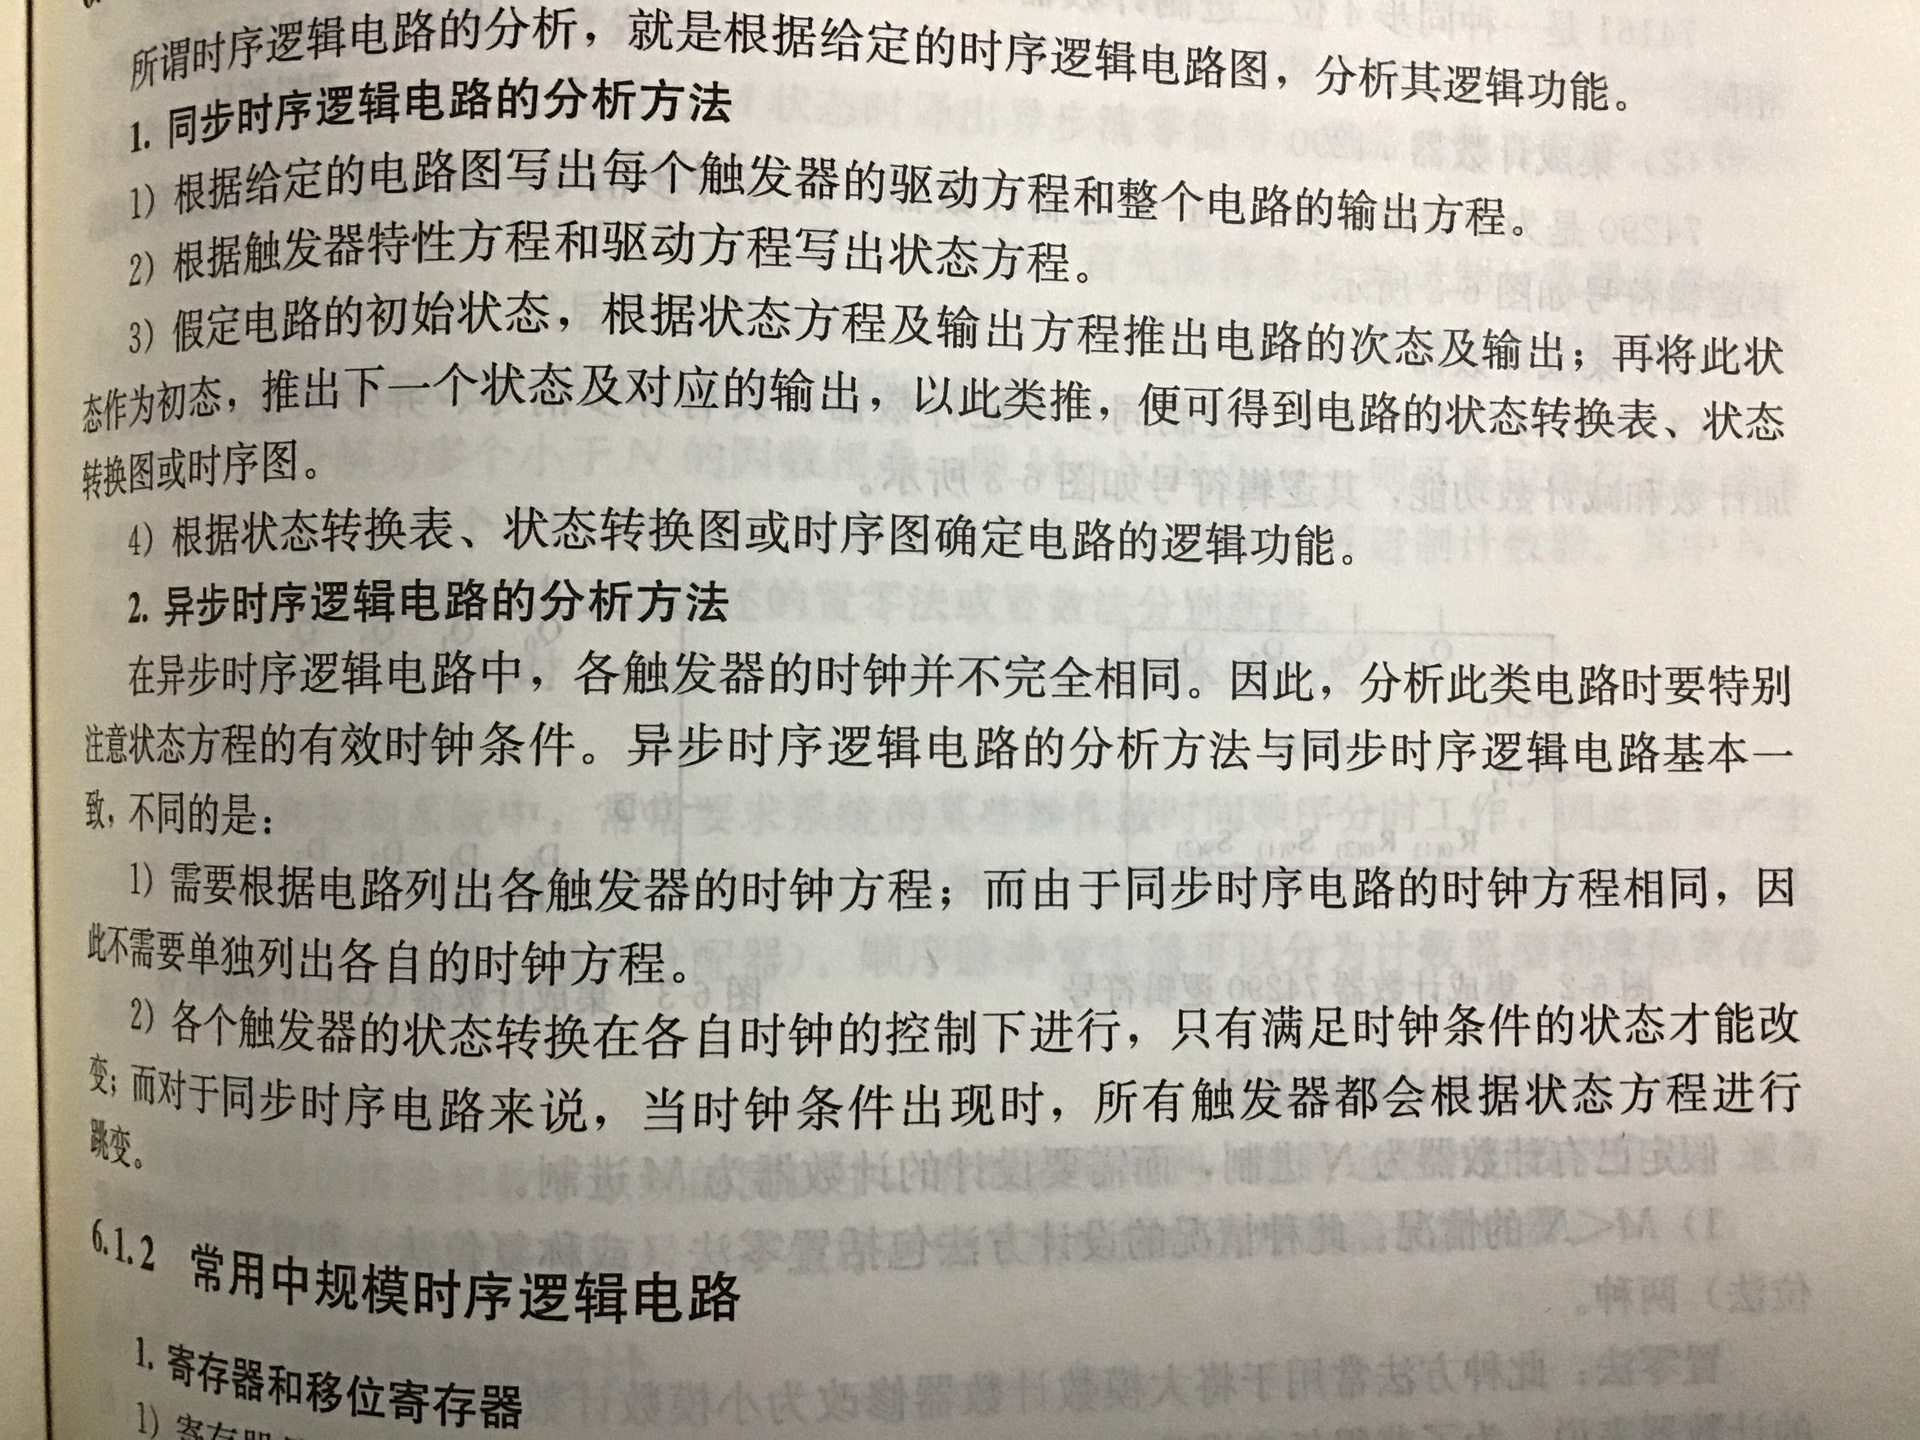 所谓时序逻辑电路的分析，就是根据给定的时序逻辑电路图，分析其逻辑功能。
1. 同步时序逻辑电路的分析方法
1) 根据给定的电路图写出每个触发器的驱动方程和整个电路的输出方程。
2) 根据触发器特性方程和驱动方程写出状态方程。
3) 假定电路的初始状态，根据状态方程及输出方程推出电路的次态及输出；再将此状
态作为初态，推出下一个状态及对应的输出，以此类推，便可得到电路的状态转换表、状态
转换图或时序图。
4) 根据状态转换表、状态转换图或时序图确定电路的逻辑功能。
2. 异步时序逻辑电路的分析方法
在异步时序逻辑电路中，各触发器的时钟并不完全相同。因此，分析此类电路时要特别
注意状态方程的有效时钟条件。异步时序逻辑电路的分析方法与同步时序逻辑电路基本一
致，不同的是：
1) 需要根据电路列出各触发器的时钟方程；而由于同步时序电路的时钟方程相同，因
此不需要单独列出各自的时钟方程。
2) 各个触发器的状态转换在各自时钟的控制下进行，只有满足时钟条件的状态才能改
变；而对于同步时序电路来说，当时钟条件出现时，所有触发器都会根据状态方程进行
跳变。
6.1.2 常用中规模时序逻辑电路
1. 寄存器和移位寄存器
1) 寄存器